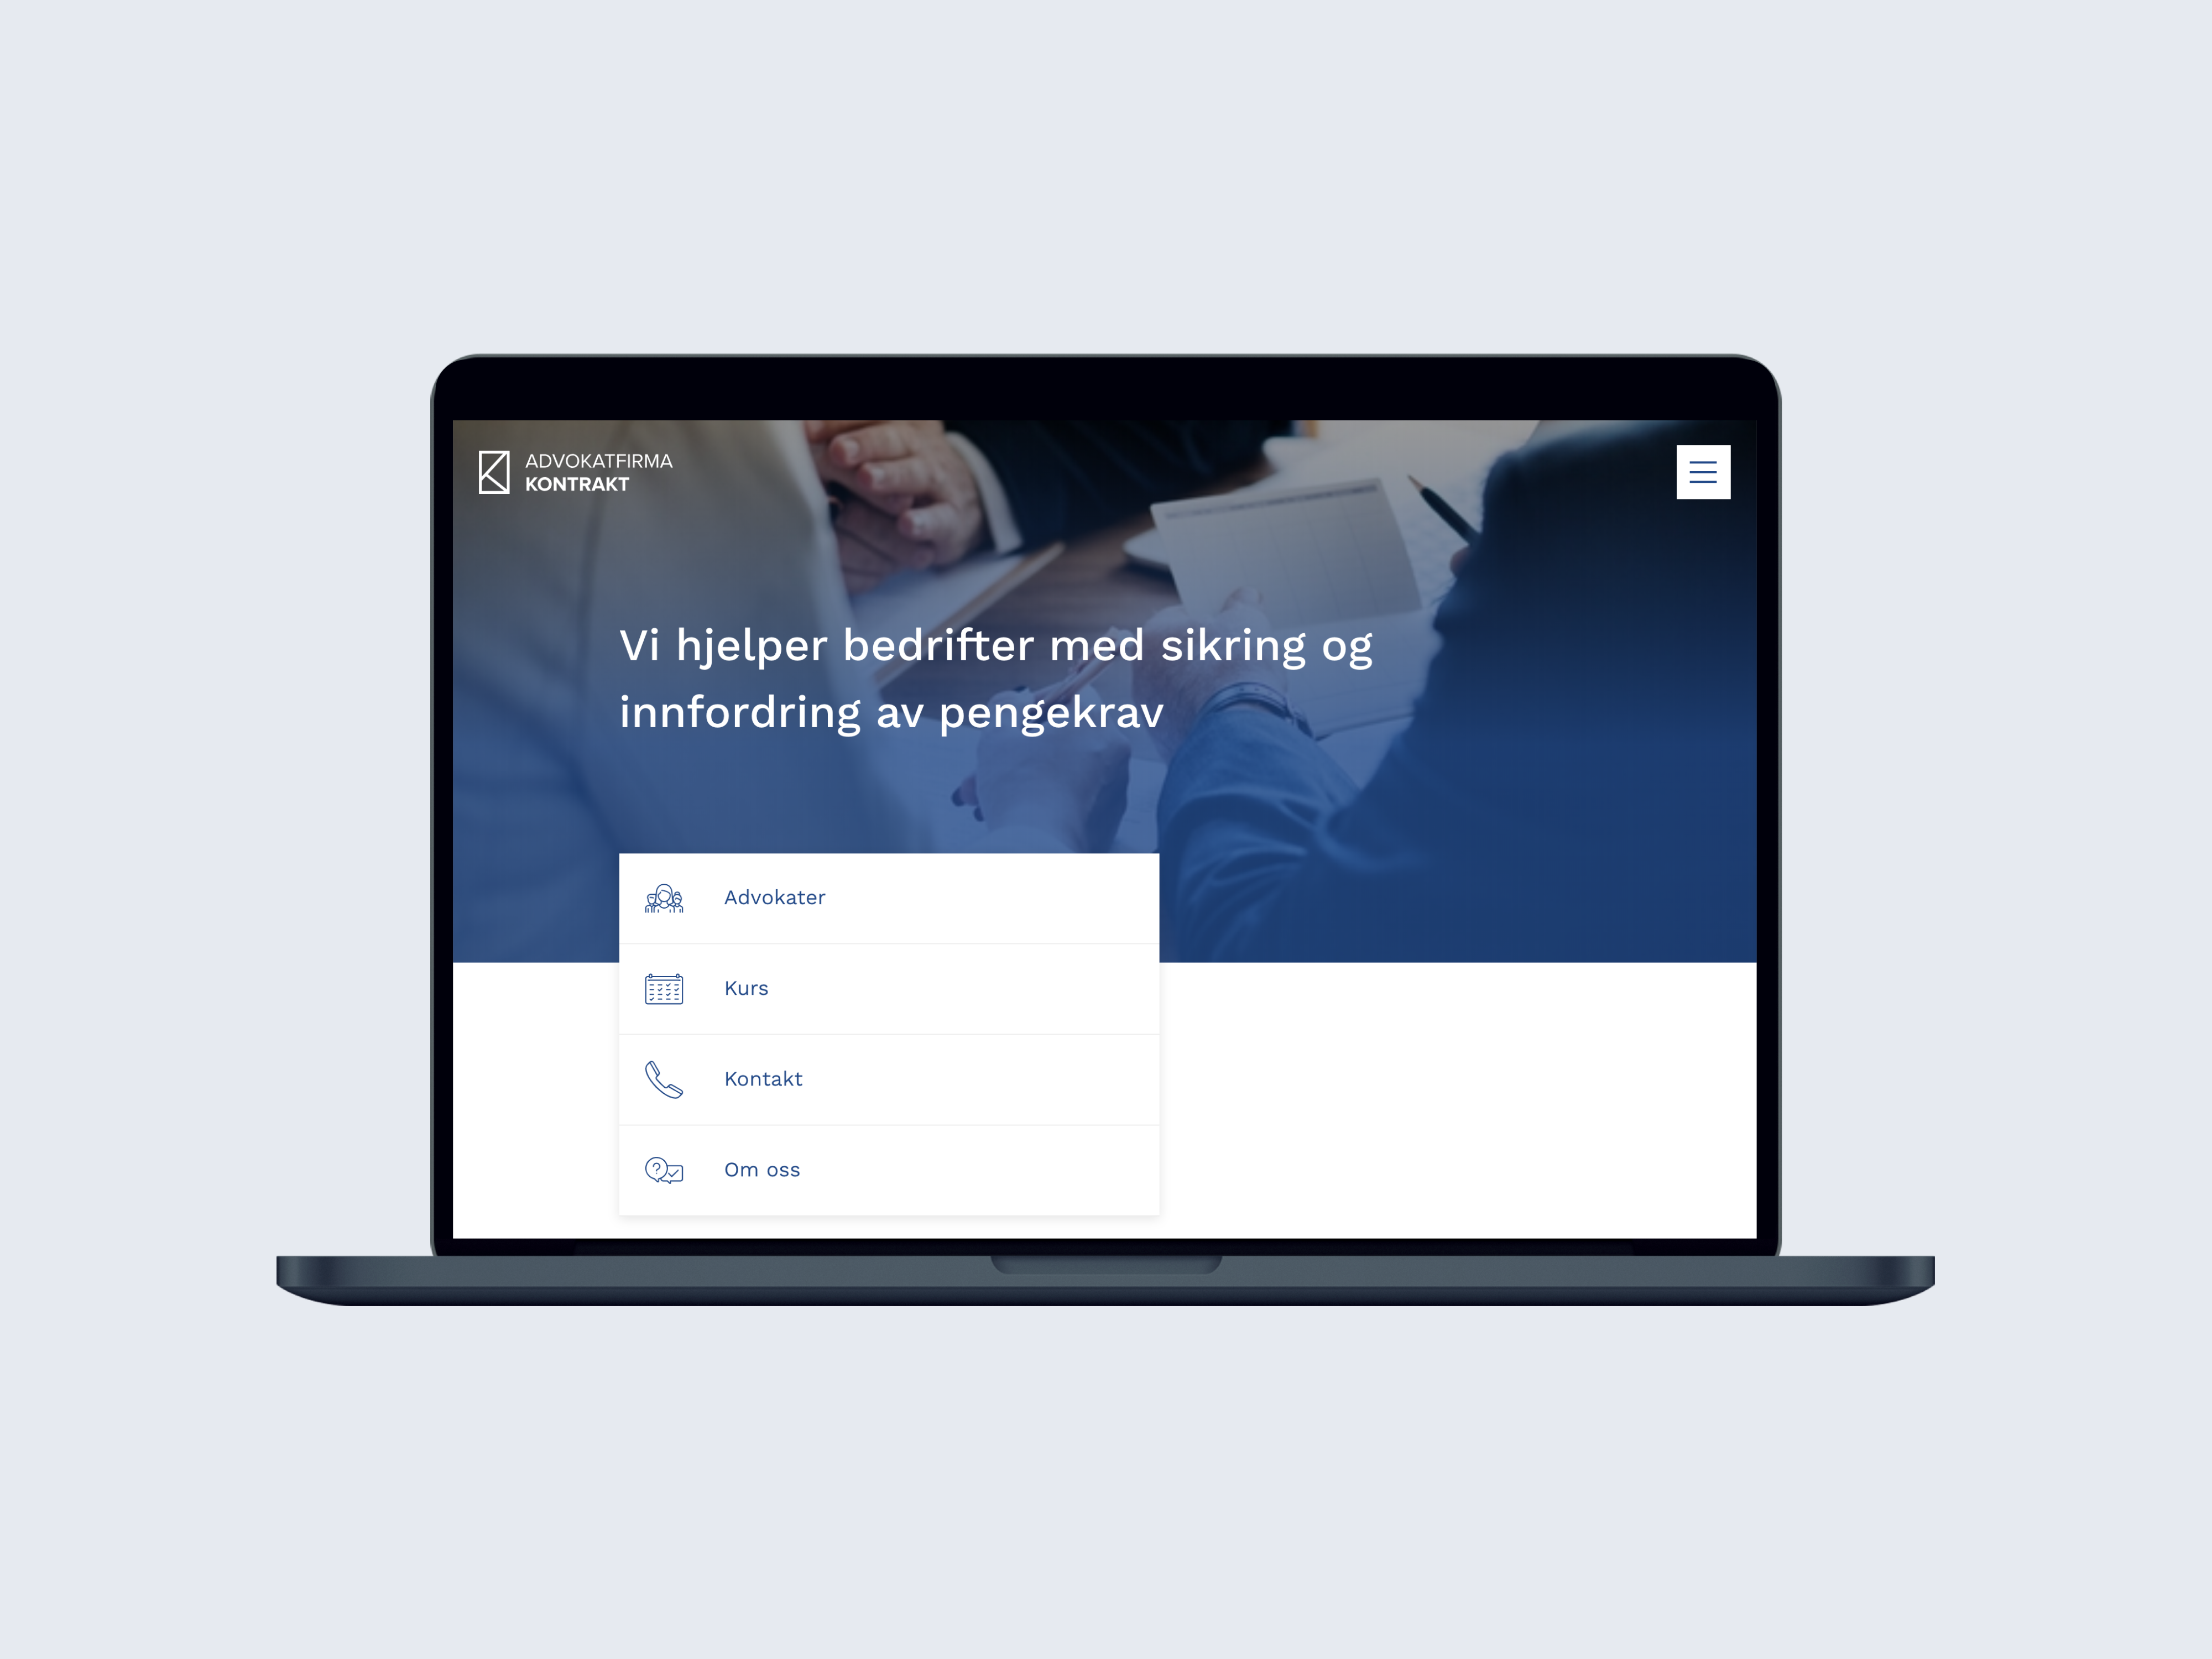 ADVOKATFIRMA
KONTRAKT
Vi hjelper bedrifter med sikring og
innfordring av pengekrav
Advokater
Kurs
Kontakt
Om oss